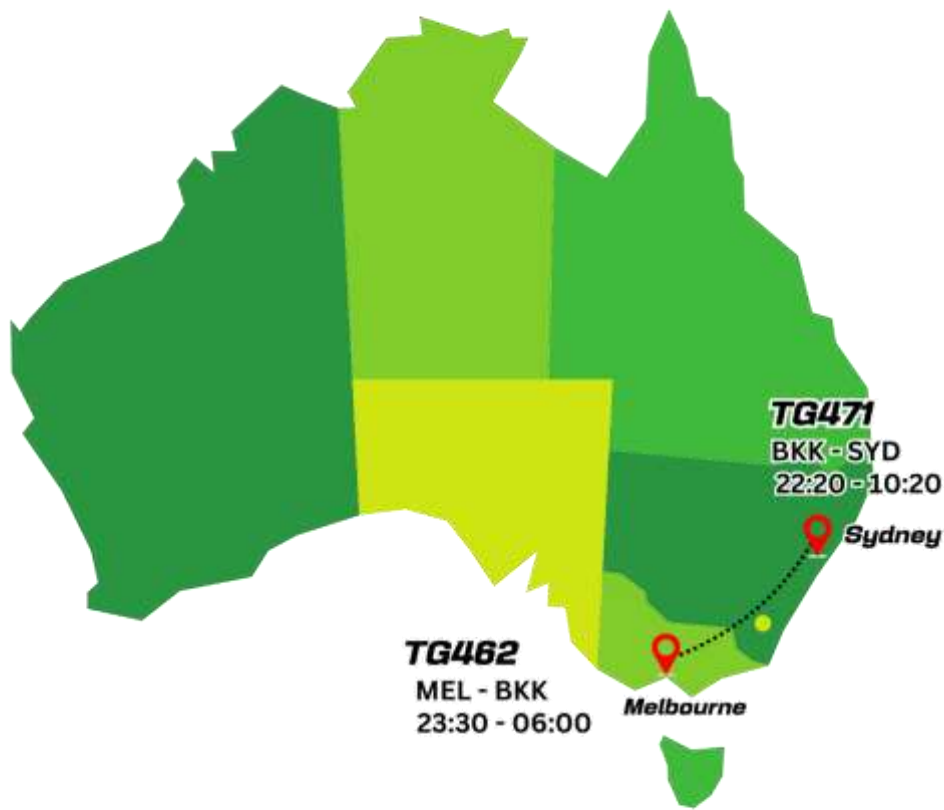 TG471
BKK - SYD
22:20 - 10:20
Sydney
TG462
MEL - BKK
23:30 - 06:00
Melbourne